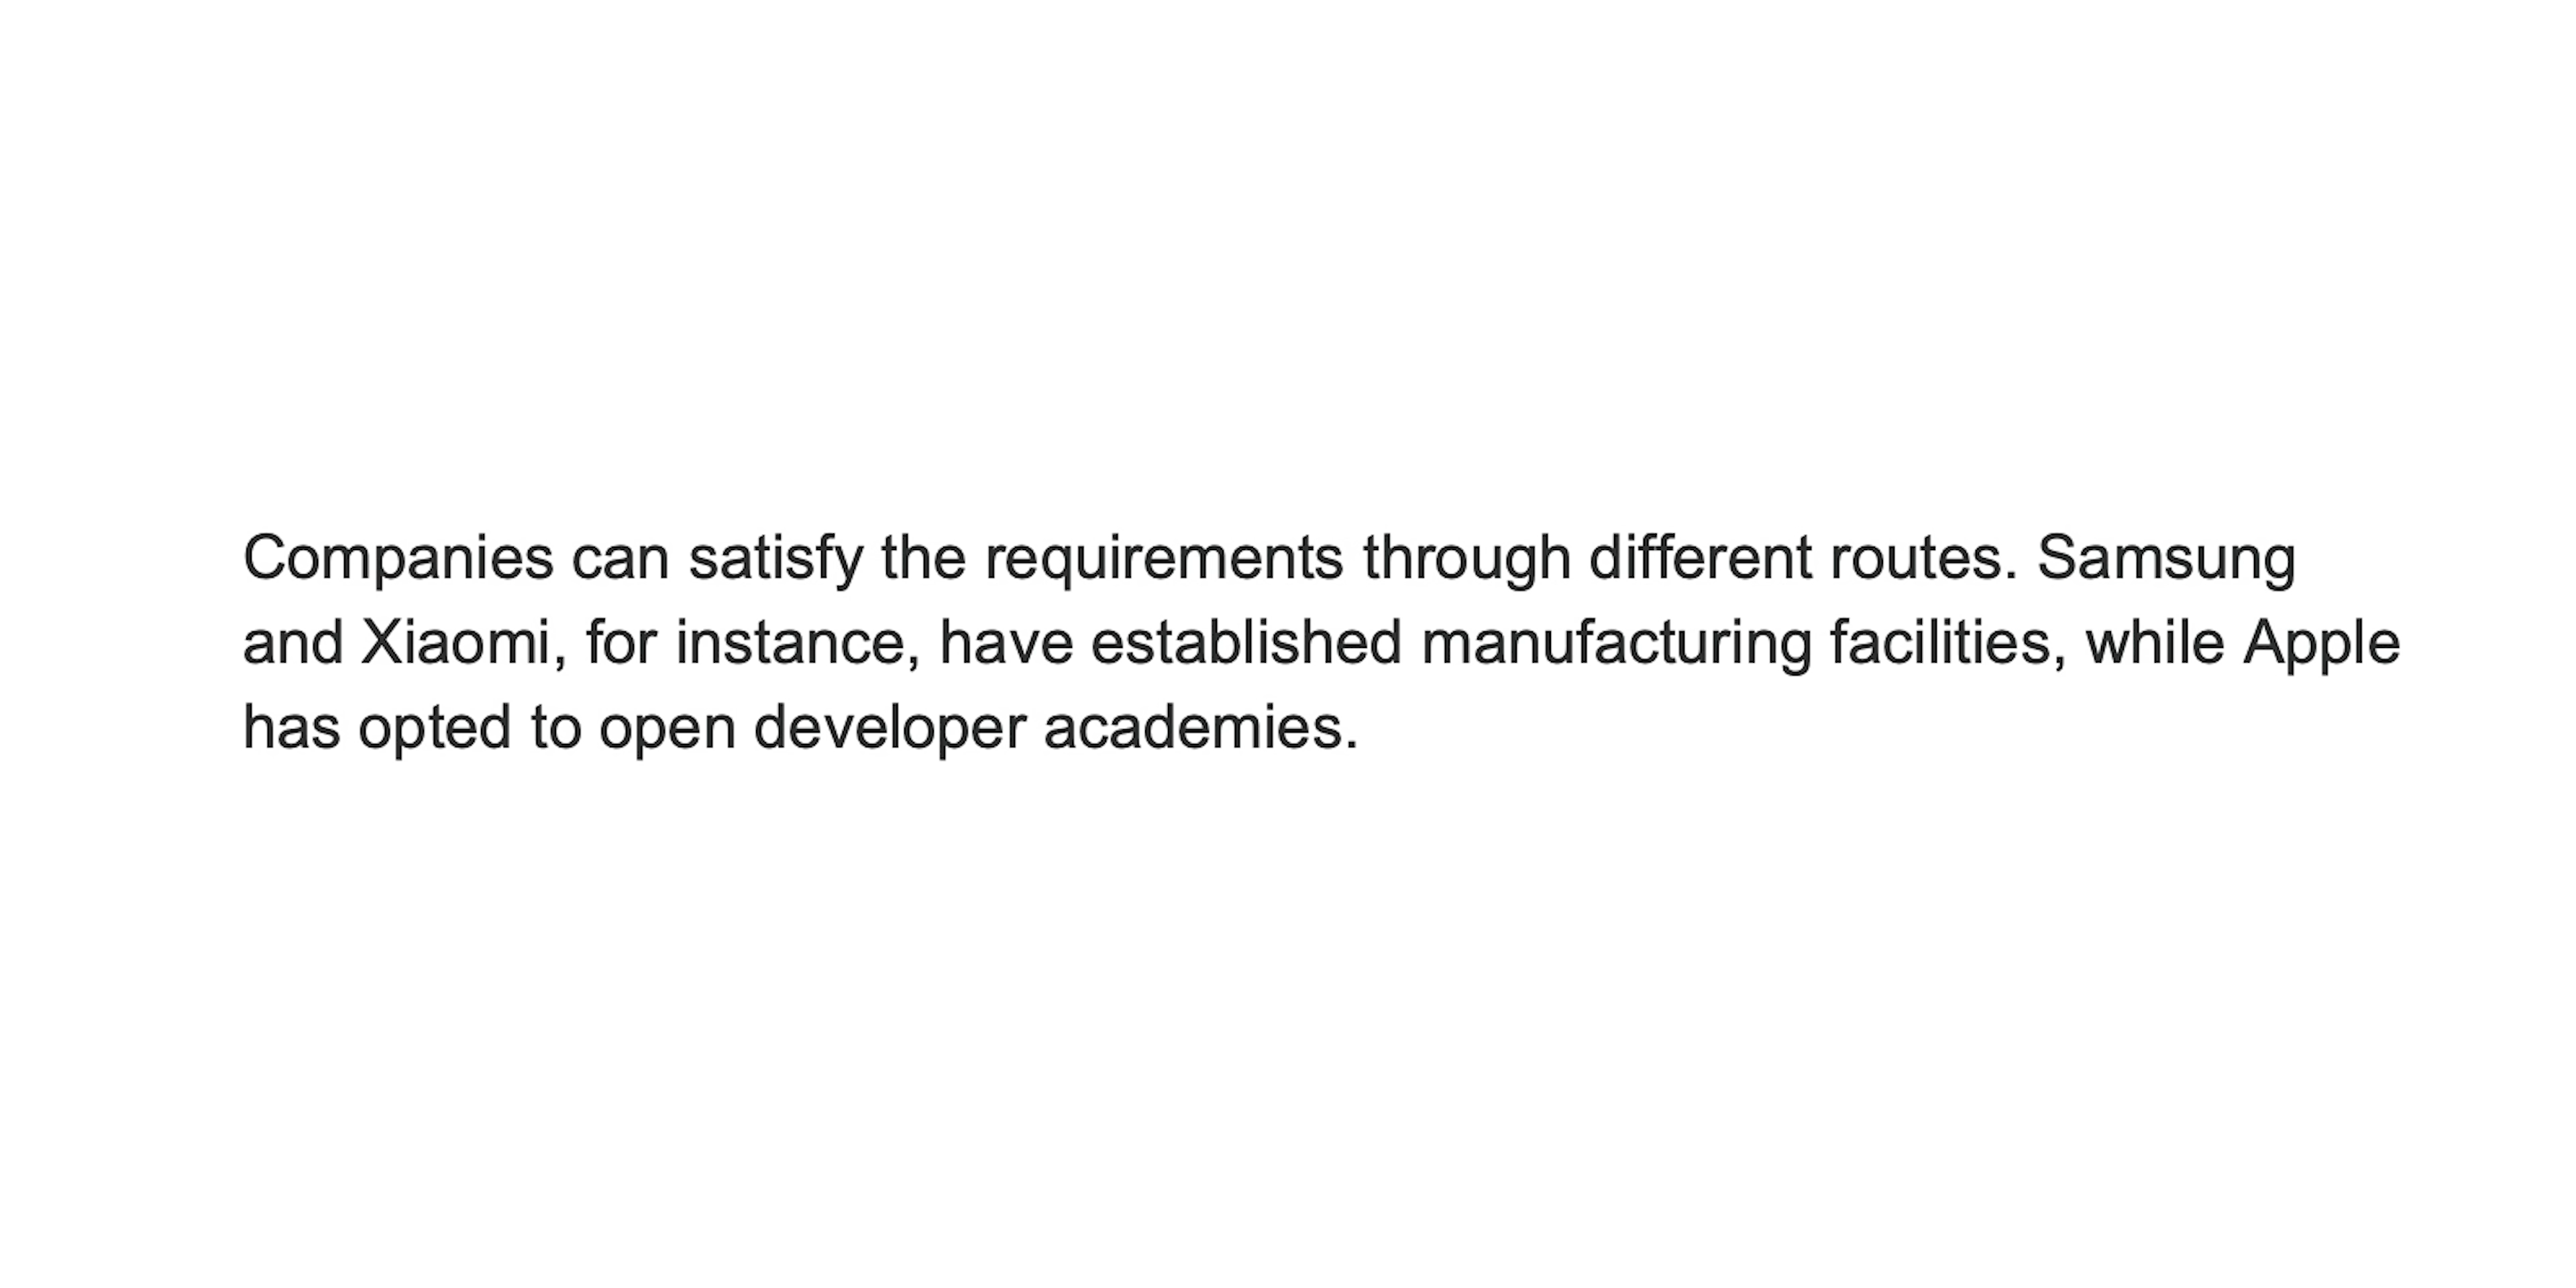 Companies can satisfy the requirements through different routes. Samsung
and Xiaomi, for instance, have established manufacturing facilities, while Apple
has opted to open developer academies.